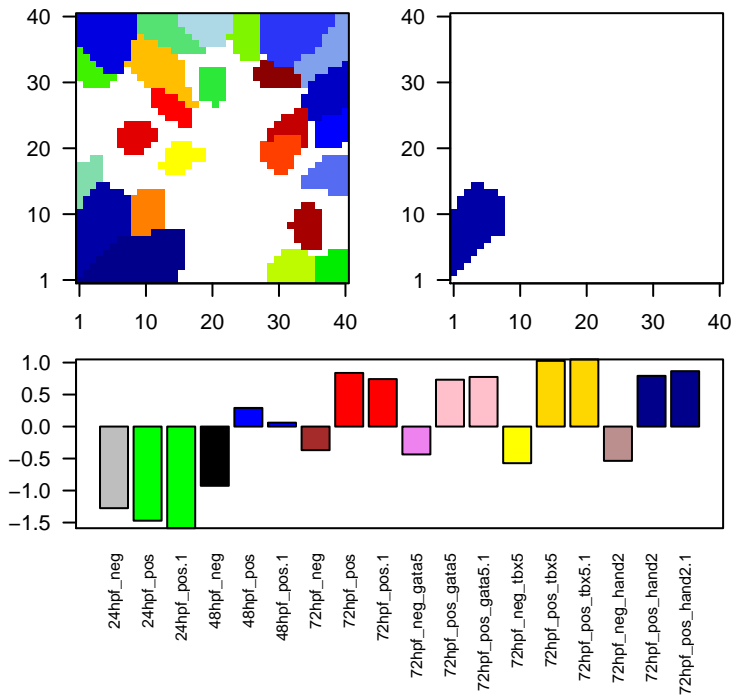 40
30
20
10
1
1 10 20 30 40
40
30
20
10
1
1 10 20 30 40
1.0
0.5
0.0
−0.5
−1.0
−1.5
24hpf_neg
24hpf_pos
24hpf_pos.1
48hpf_neg
48hpf_pos
48hpf_pos.1
72hpf_neg
72hpf_pos
72hpf_pos.1
72hpf_neg_gata5
72hpf_pos_gata5
72hpf_pos_gata5.1
72hpf_neg_tbx5
72hpf_pos_tbx5
72hpf_pos_tbx5.1
72hpf_neg_hand2
72hpf_pos_hand2
72hpf_pos_hand2.1